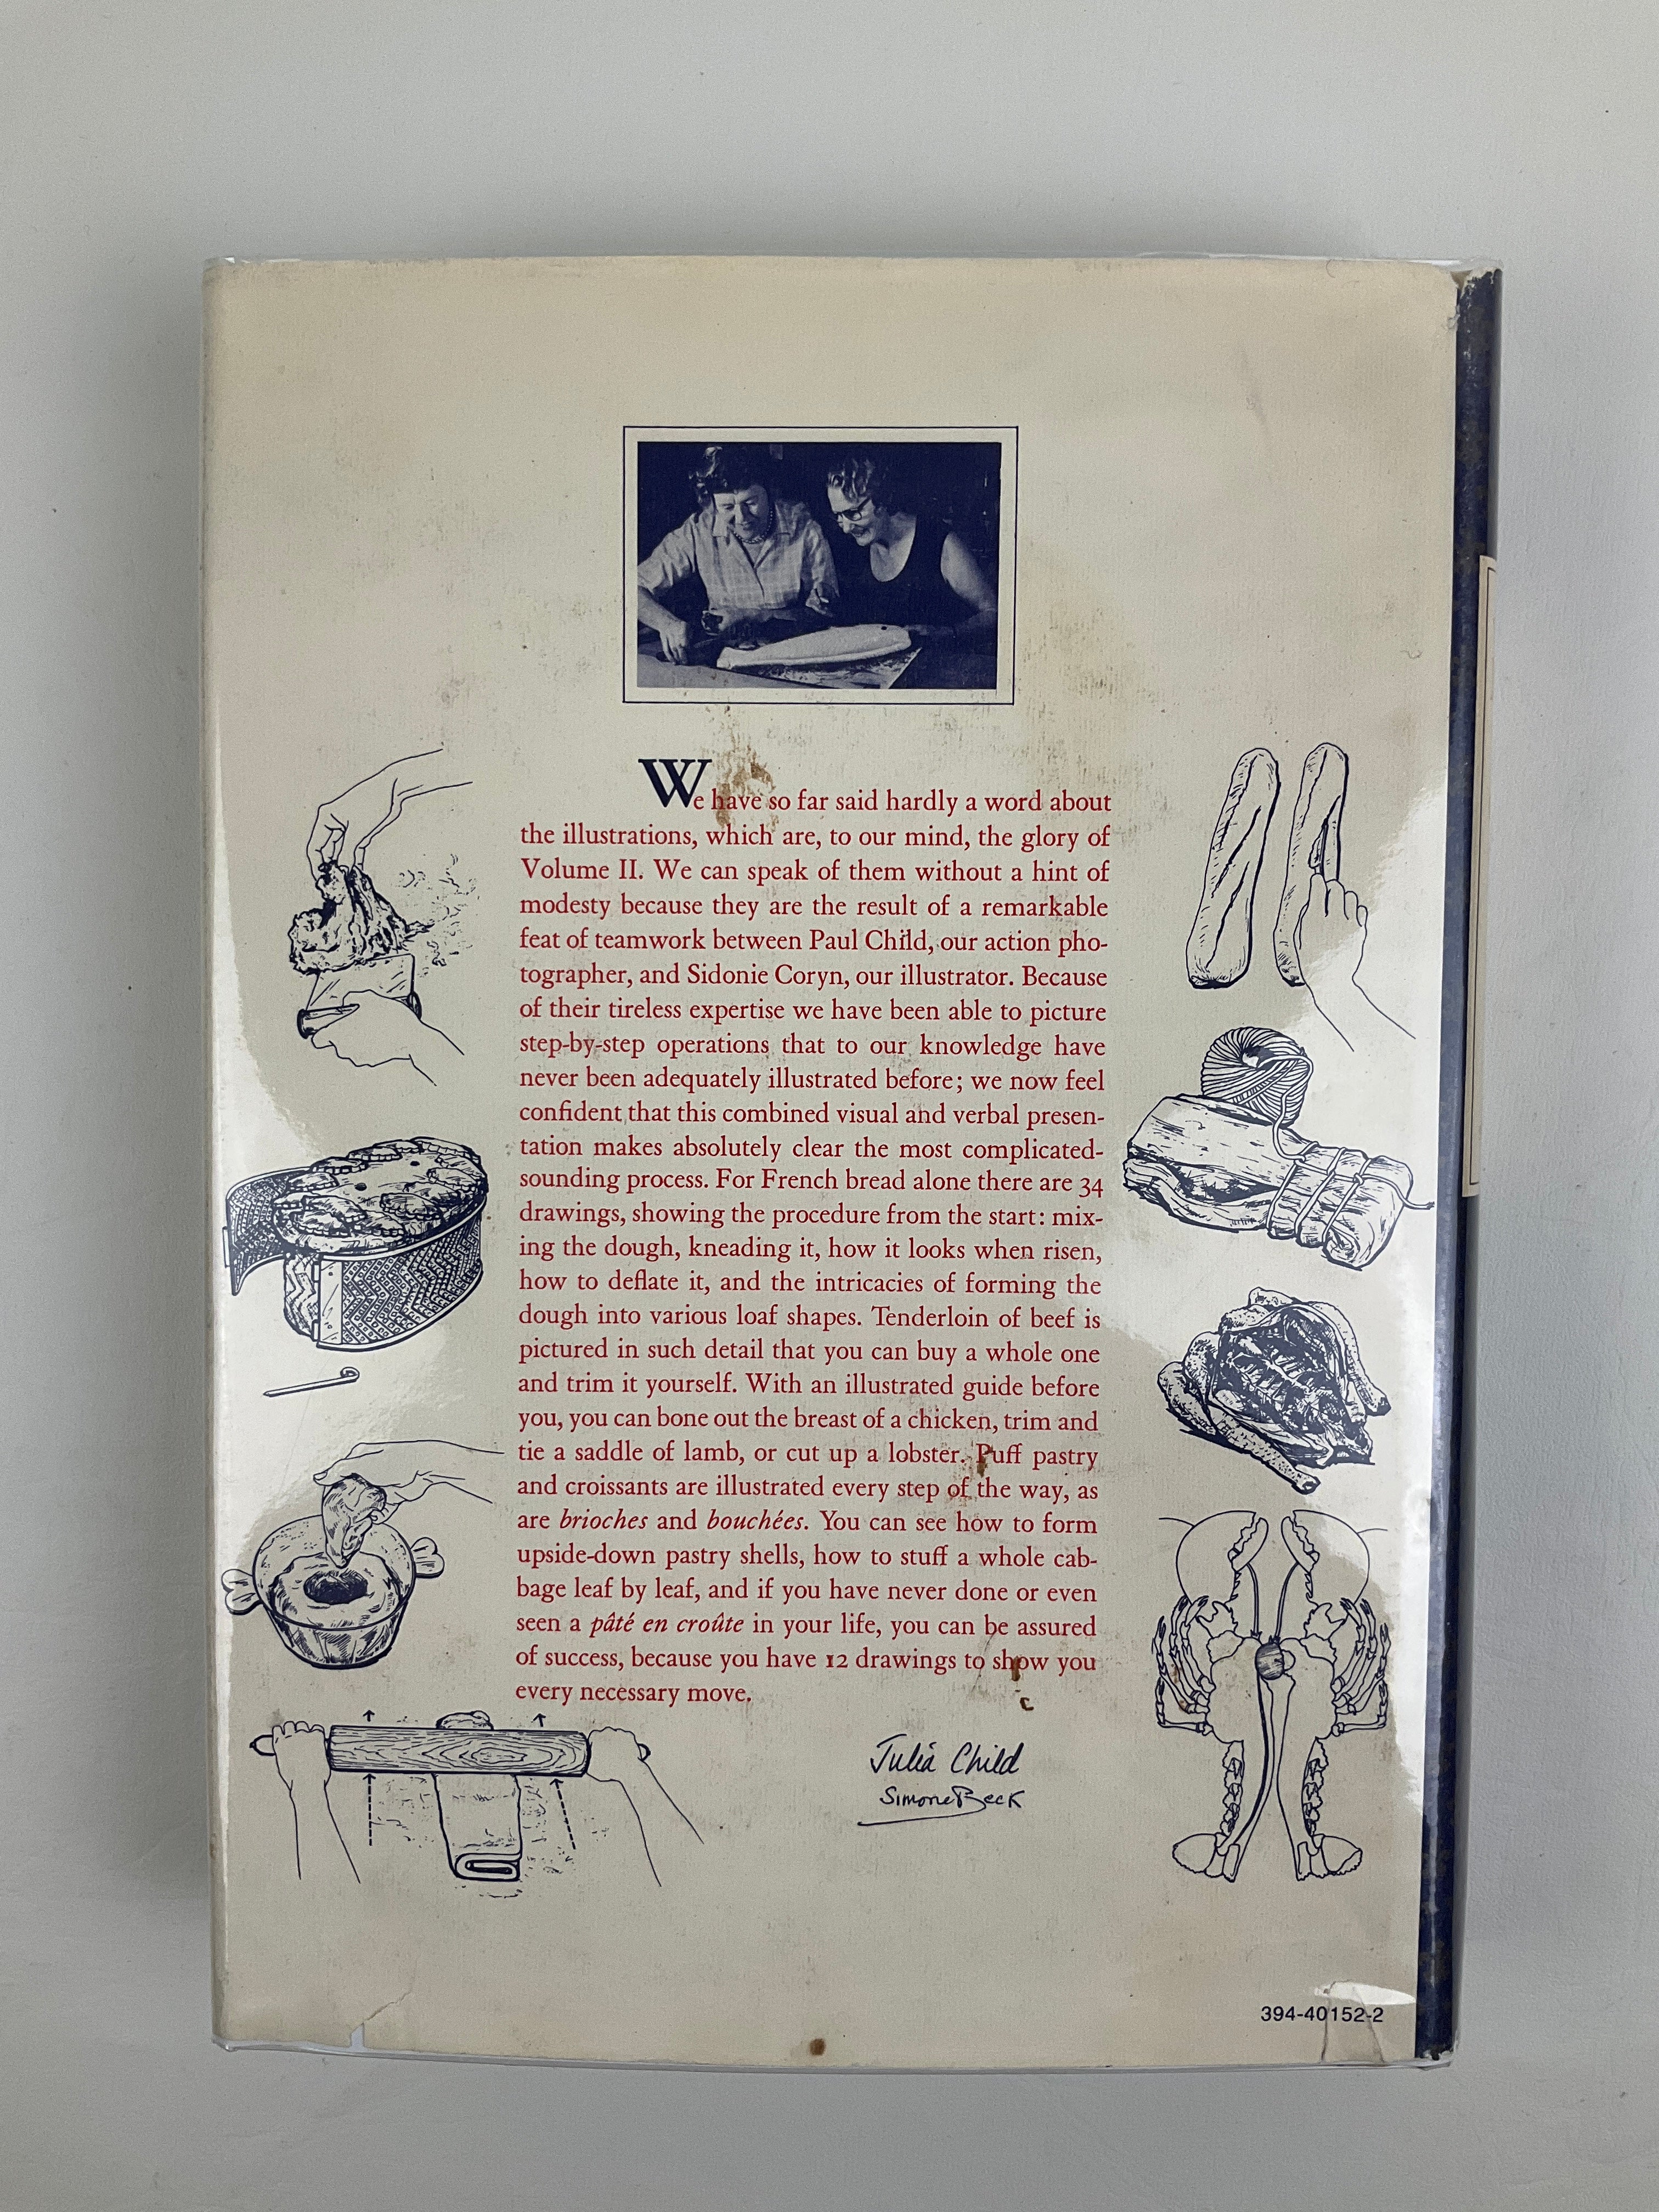 We have so far said hardly a word about
the illustrations, which are, to our mind, the glory of
Volume II. We can speak of them without a hint of
modesty because they are the result of a remarkable
feat of teamwork between Paul Child, our action pho-
tographer, and Sidonie Coryn, our illustrator. Because
of their tireless expertise we have been able to picture
step-by-step operations that to our knowledge have
never been adequately illustrated before; we now feel
confident that this combined visual and verbal presen-
tation makes absolutely clear the most complicated-
sounding process. For French bread alone there are 34
drawings, showing the procedure from the start: mix-
ing the dough, kneading it, how it looks when risen,
how to deflate it, and the intricacies of forming the
dough into various loaf shapes. Tenderloin of beef is
pictured in such detail that you can buy a whole one
and trim it yourself. With an illustrated guide before
you, you can bone out the breast of a chicken, trim and
tie a saddle of lamb, or cut up a lobster. Puff pastry
and croissants are illustrated every step of the way, as
are brioches and bouchées. You can see how to form
upside-down pastry shells, how to stuff a whole cab-
bage leaf by leaf, and if you have never done or even
seen a pâté en croûte in your life, you can be assured
of success, because you have 12 drawings to show you
every necessary move.
Julia Child
Simone Beck
394-40152-2